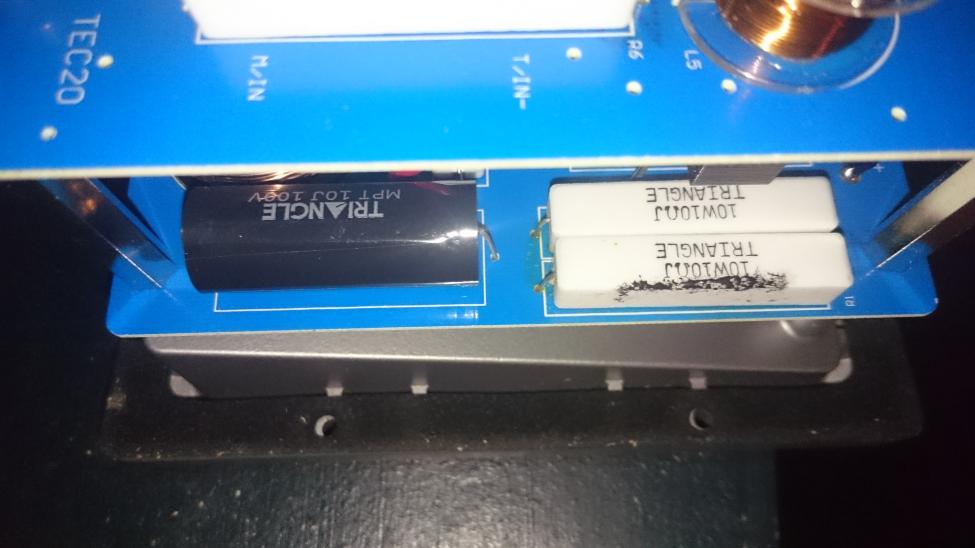 TEC20
M/IN
T/IN-
R6
L5
+
TRIANGLE
MPT 10J 100V
TRIANGLE
10W10ΩJ
TRIANGLE
10W10ΩJ